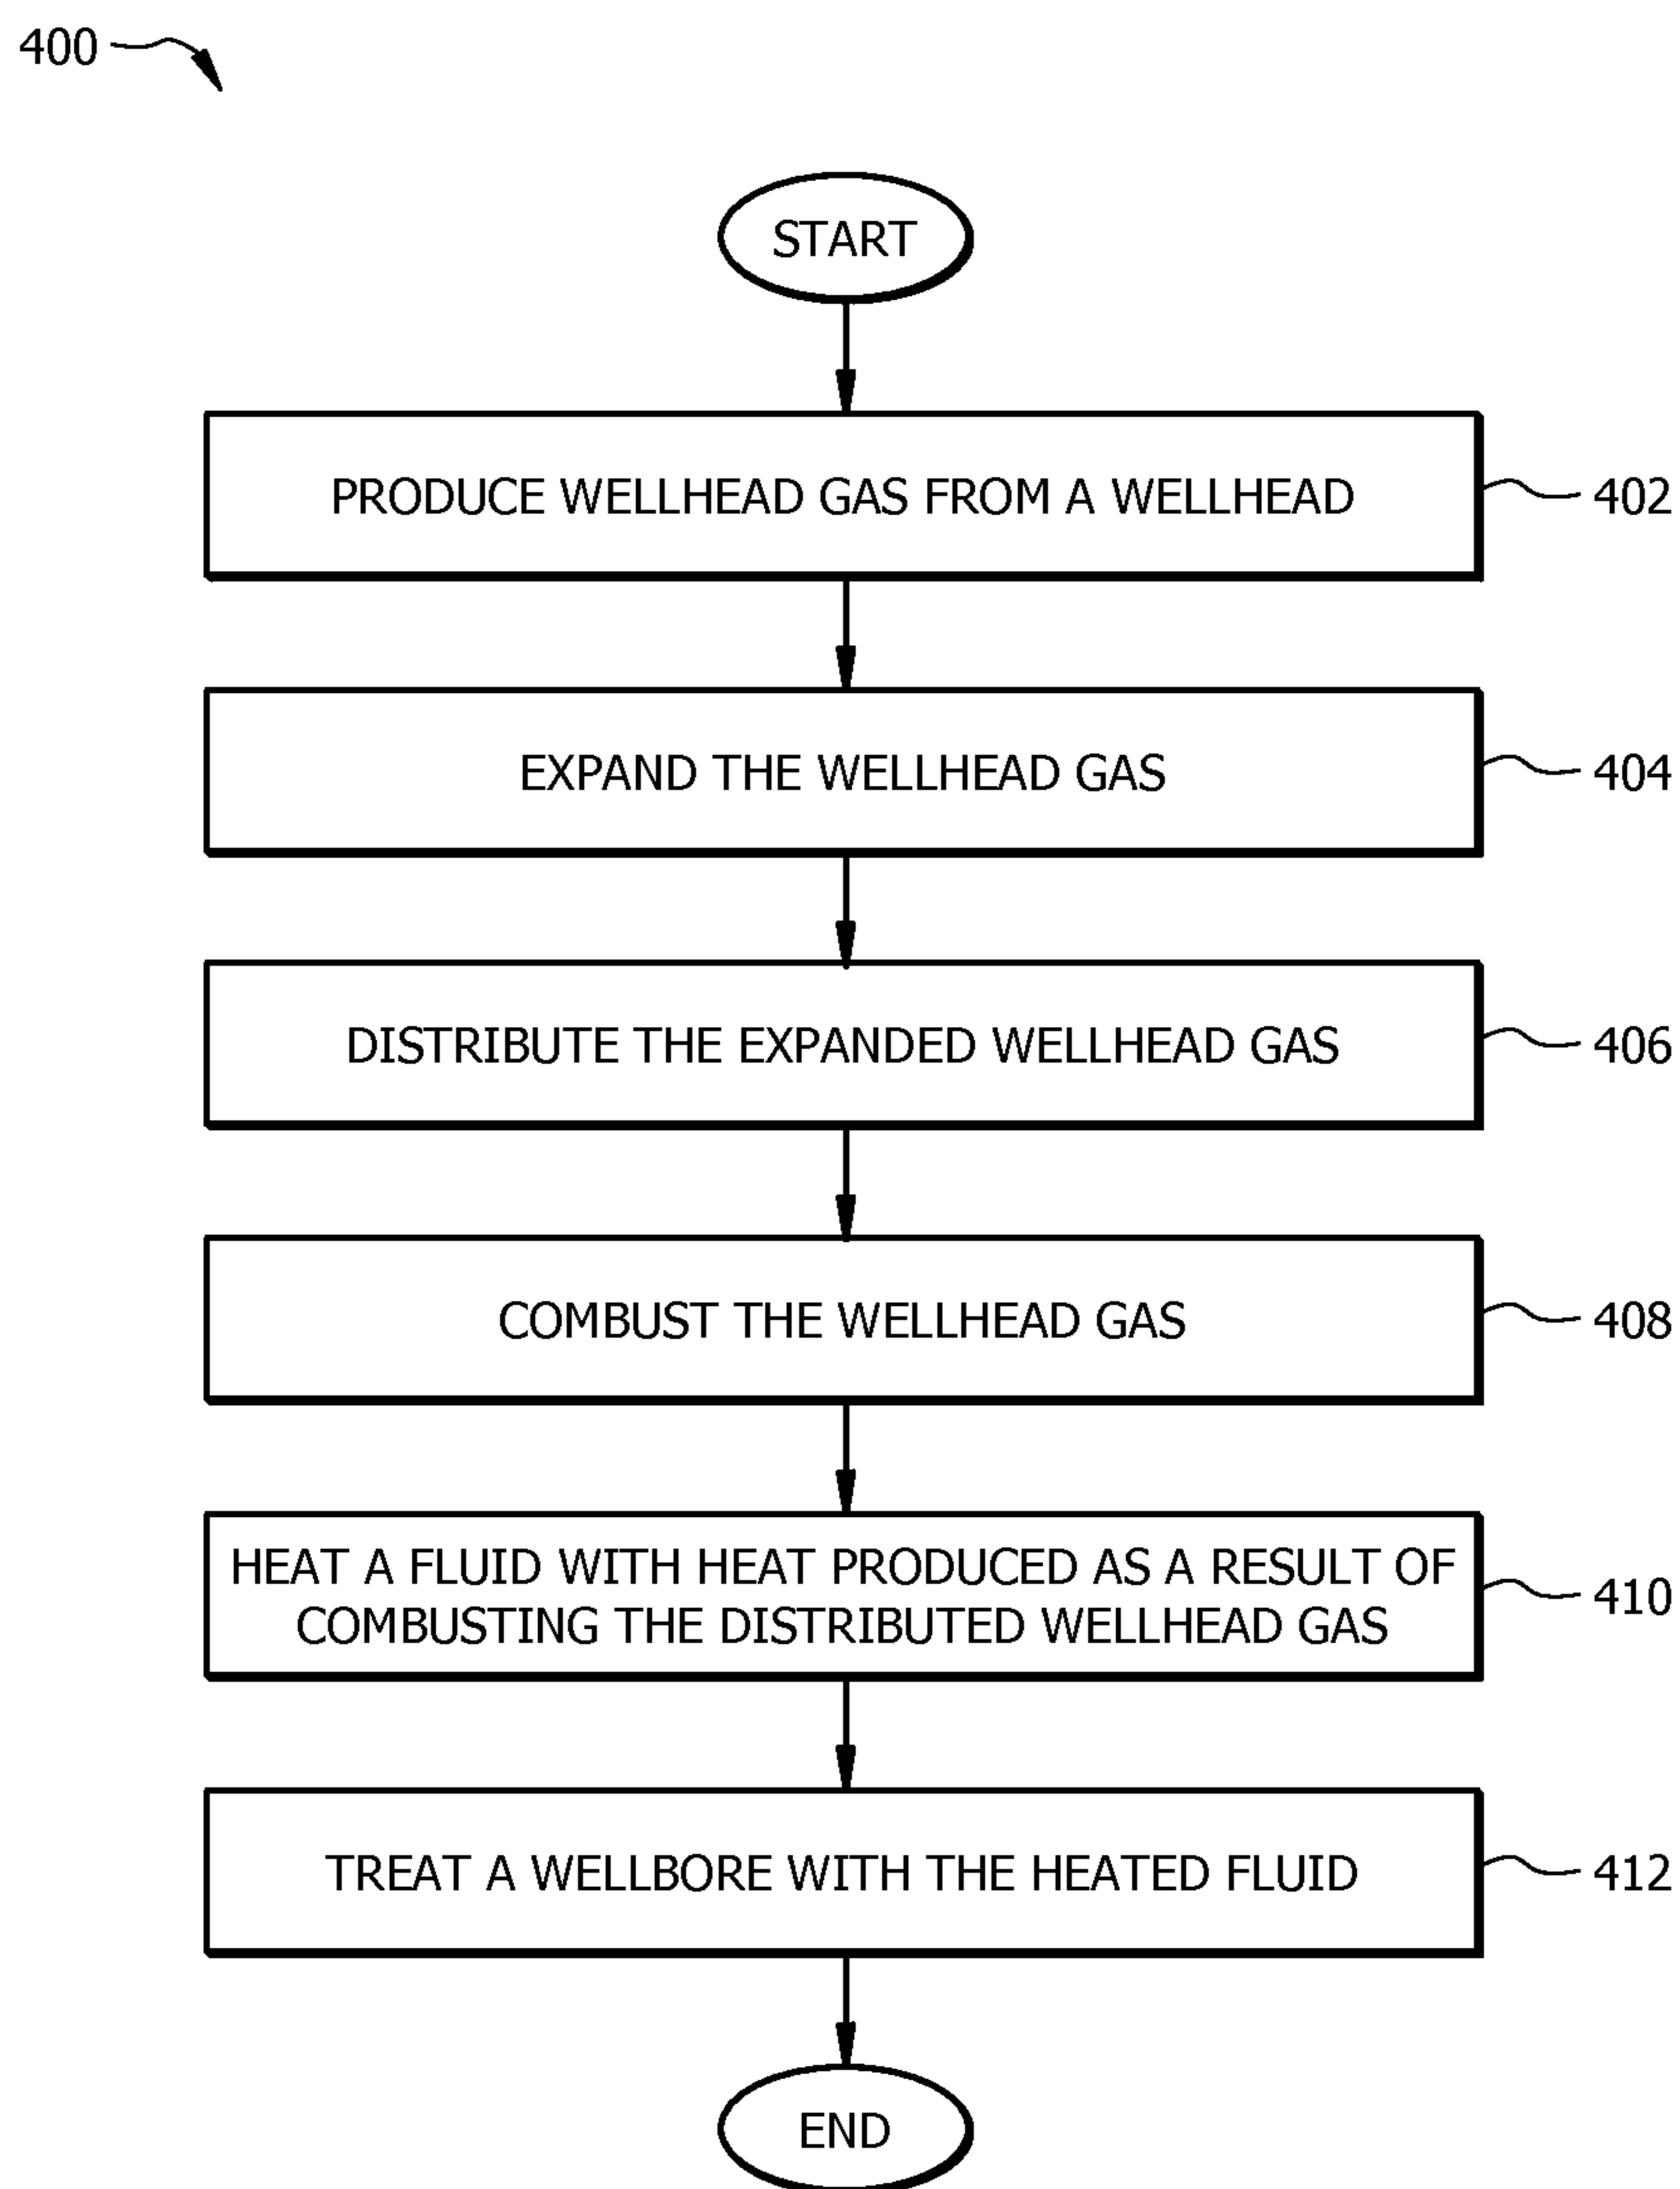 400
START
PRODUCE WELLHEAD GAS FROM A WELLHEAD
402
EXPAND THE WELLHEAD GAS
404
DISTRIBUTE THE EXPANDED WELLHEAD GAS
406
COMBUST THE WELLHEAD GAS
408
HEAT A FLUID WITH HEAT PRODUCED AS A RESULT OF
COMBUSTING THE DISTRIBUTED WELLHEAD GAS
410
TREAT A WELLBORE WITH THE HEATED FLUID
412
END